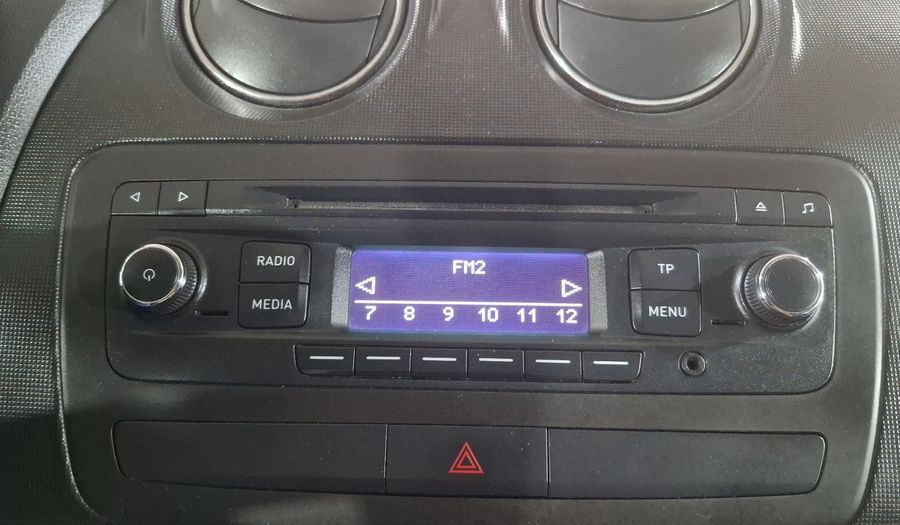 RADIO
MEDIA
FM2
7 8 9 10 11 12
TP
MENU